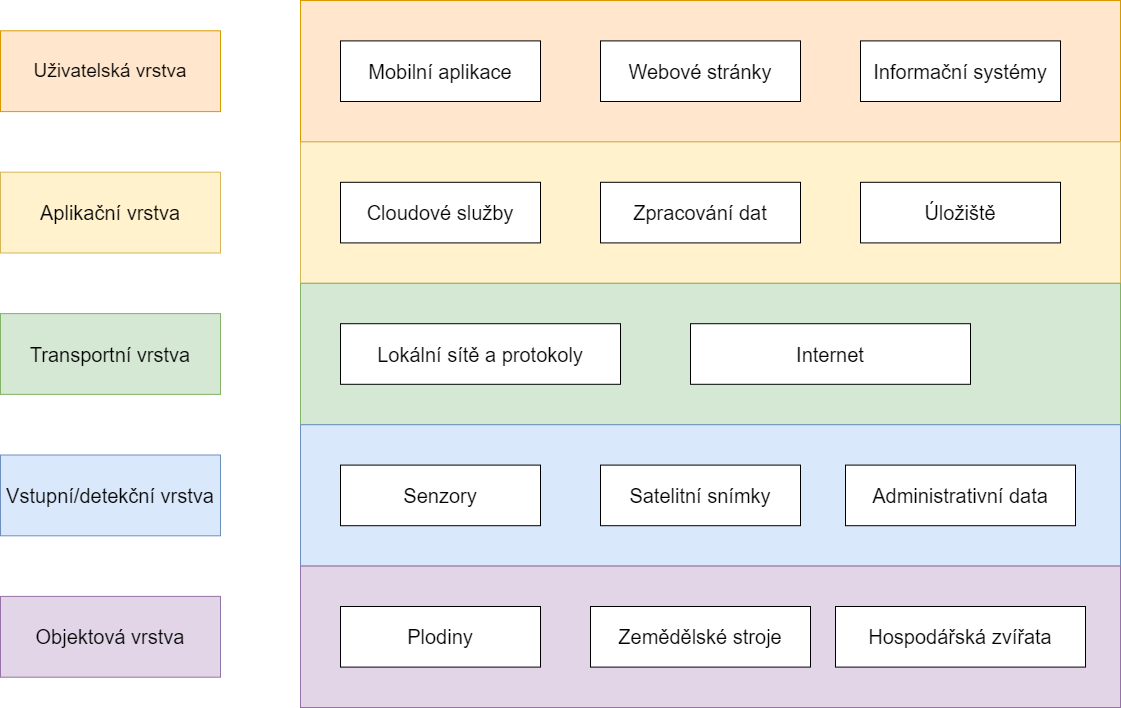 Uživatelská vrstva
Mobilní aplikace
Webové stránky
Informační systémy
Aplikační vrstva
Cloudové služby
Zpracování dat
Úložiště
Transportní vrstva
Lokální sítě a protokoly
Internet
Vstupní/detekční vrstva
Senzory
Satelitní snímky
Administrativní data
Objektová vrstva
Plodiny
Zemědělské stroje
Hospodářská zvířata